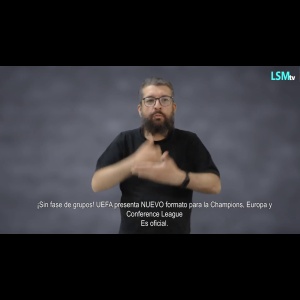 LSMtv
¡Sin fase de grupos! UEFA presenta NUEVO formato para la Champions, Europa y
Conference League
Es oficial.